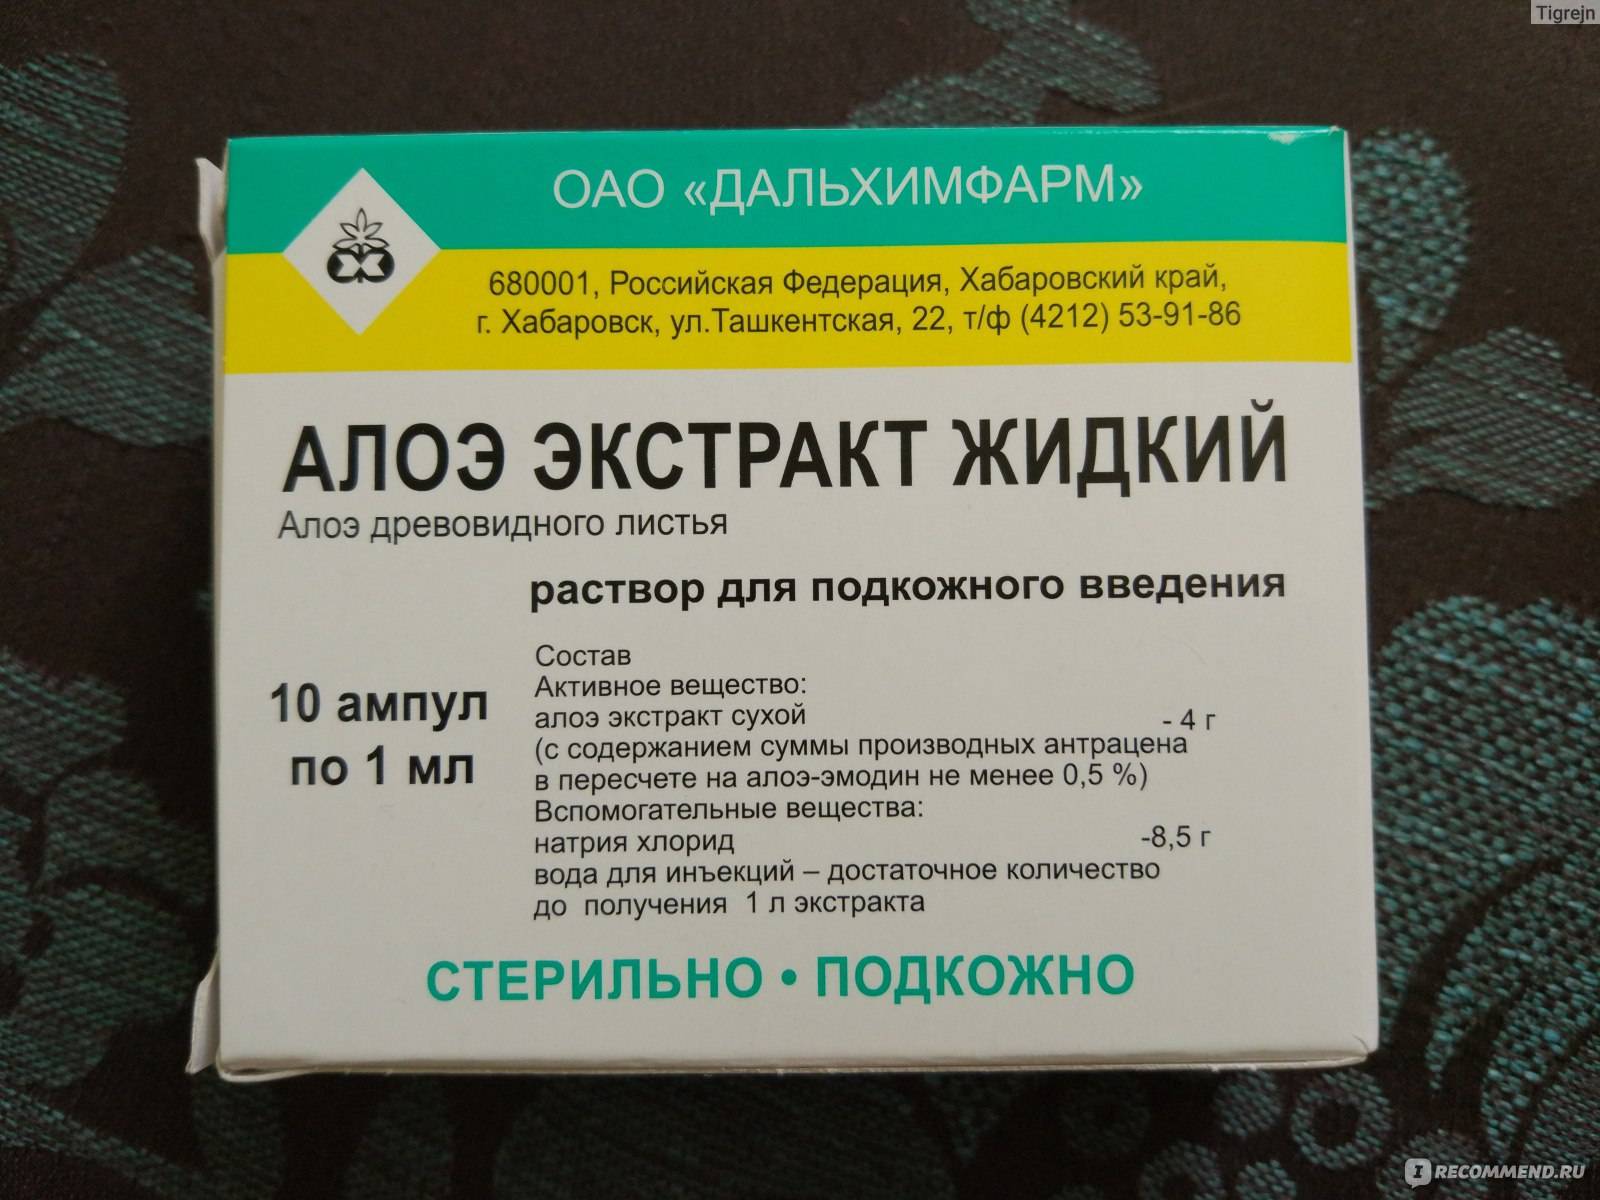 Tigrejn
ОАО «ДАЛЬХИМФАРМ»
680001, Российская Федерация, Хабаровский край,
г. Хабаровск, ул.Ташкентская, 22, т/ф (4212) 53-91-86
АЛОЭ ЭКСТРАКТ ЖИДКИЙ
Алоэ древовидного листья
раствор для подкожного введения
10 ампул
по 1 мл
Состав
Активное вещество:
алоэ экстракт сухой - 4 г
(с содержанием суммы производных антрацена
в пересчете на алоэ-эмодин не менее 0,5 %)
Вспомогательные вещества:
натрия хлорид -8,5 г
вода для инъекций – достаточное количество
до получения 1 л экстракта
СТЕРИЛЬНО • ПОДКОЖНО
IRECOMMEND.RU